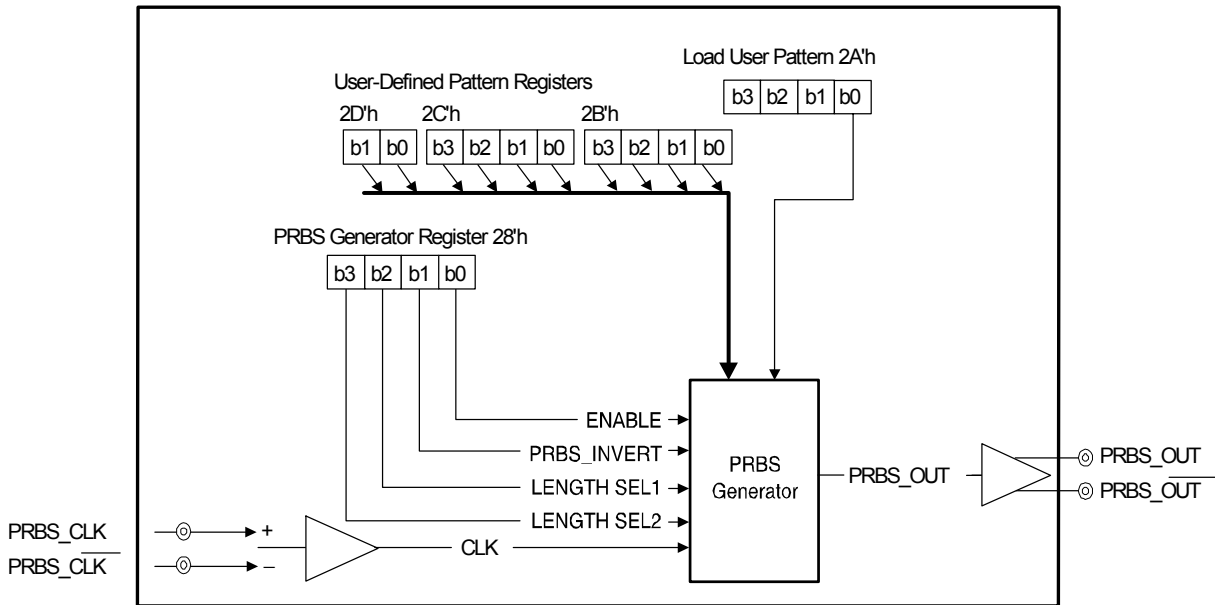 Load User Pattern 2A'h
b3 b2 b1 b0
User-Defined Pattern Registers
2D'h 2C'h 2B'h
b1 b0 b3 b2 b1 b0 b3 b2 b1 b0
PRBS Generator Register 28'h
b3 b2 b1 b0
ENABLE
PRBS_INVERT
LENGTH SEL1
LENGTH SEL2
CLK
PRBS
Generator
PRBS_OUT
PRBS_OUT
PRBS_OUT
PRBS_CLK
+
PRBS_CLK
−